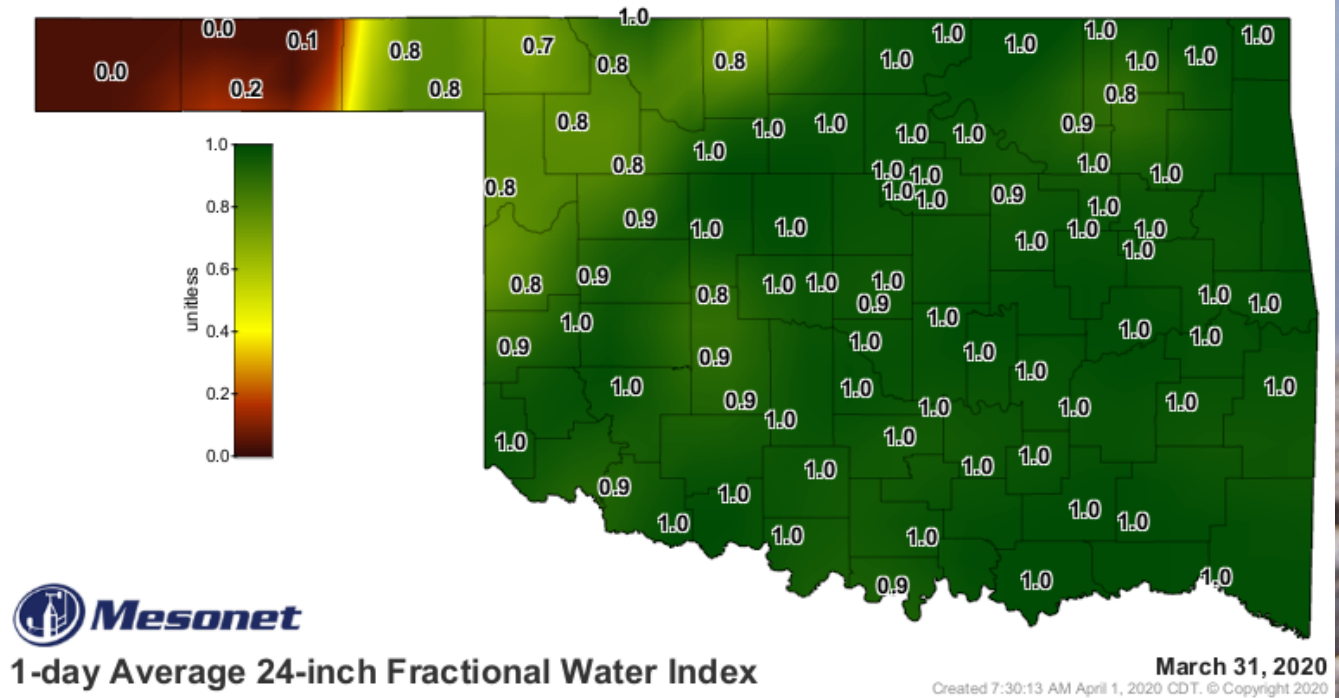 1.0
0.0 0.1 0.7 1.0 1.0 1.0 1.0
0.0 0.8 0.8 0.8 1.0 1.0 1.0
0.2 0.8 0.8
0.8 1.0 1.0 1.0 1.0 0.9
1.0
1.0
0.8
0.8 1.0 1.0 1.0 1.0
0.8 1.0 1.0 0.9 1.0
0.8
0.9 1.0 1.0 1.0 1.0 1.0
1.0
unitless
0.6
0.8 0.9 0.8 1.0 1.0 1.0 1.0 1.0
0.9
0.4
1.0 1.0 1.0 1.0
0.9 0.9 1.0 1.0
0.2
1.0 1.0 1.0 1.0
0.9 1.0 1.0 1.0 1.0
0.0
1.0 1.0 1.0 1.0
0.9 1.0 1.0
1.0 1.0 1.0 1.0 1.0
0.9 1.0 1.0
Mesonet
1-day Average 24-inch Fractional Water Index
March 31, 2020
Created 7:30:13 AM April 1, 2020 CDT. © Copyright 2020